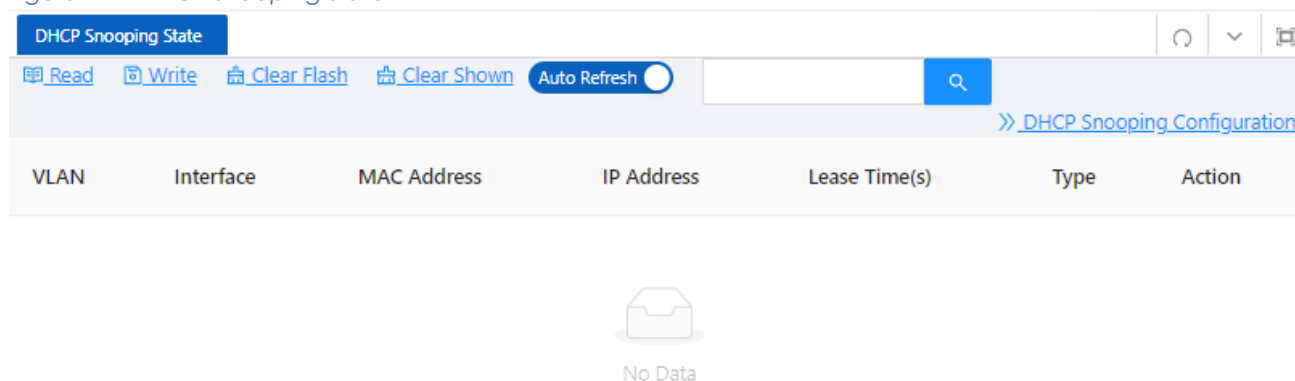 DHCP Snooping State
Read Write Clear Flash Clear Shown Auto Refresh
DHCP Snooping Configuration
VLAN Interface MAC Address IP Address Lease Time(s) Type Action
No Data